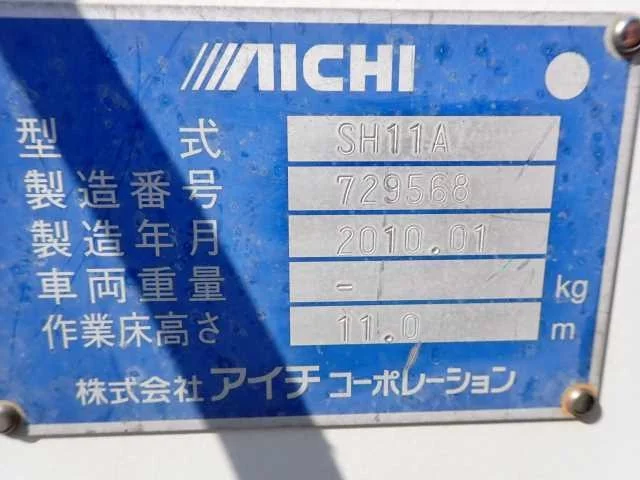 AICHI
型式 SH11A
製造番号 729568
製造年月 2010.01
車両重量 - kg
作業床高さ 11.0 m
株式会社アイチコーポレーション